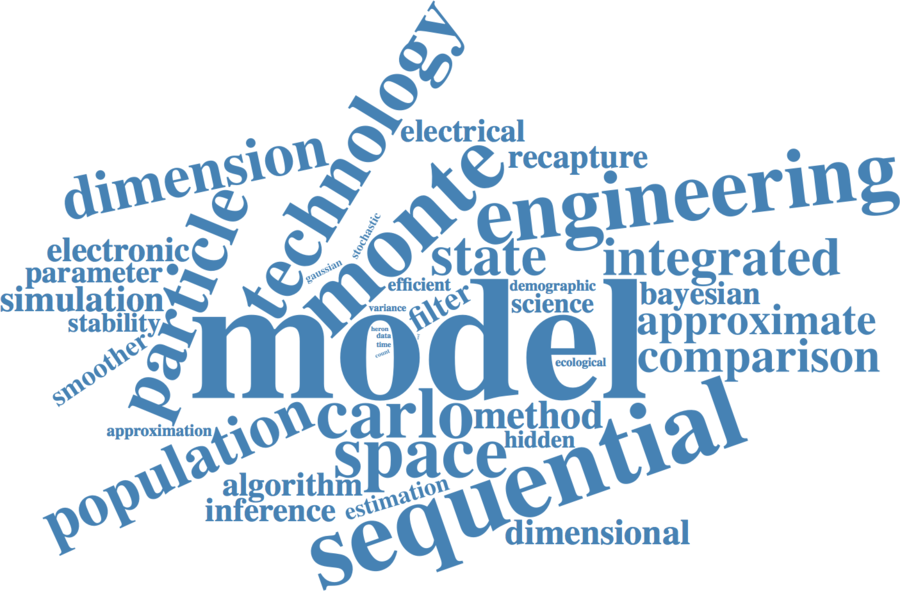 technology
electrical
dimension
monte
recapture
engineering
particle
stochastic
electronic
gaussian
state
integrated
parameter
efficient
demographic
simulation
variance
filter
science
bayesian
stability
heron
data
time
count
model
approximate
smoother
ecological
comparison
approximation
population
carlo
method
hidden
space
sequential
algorithm
estimation
inference
dimensional